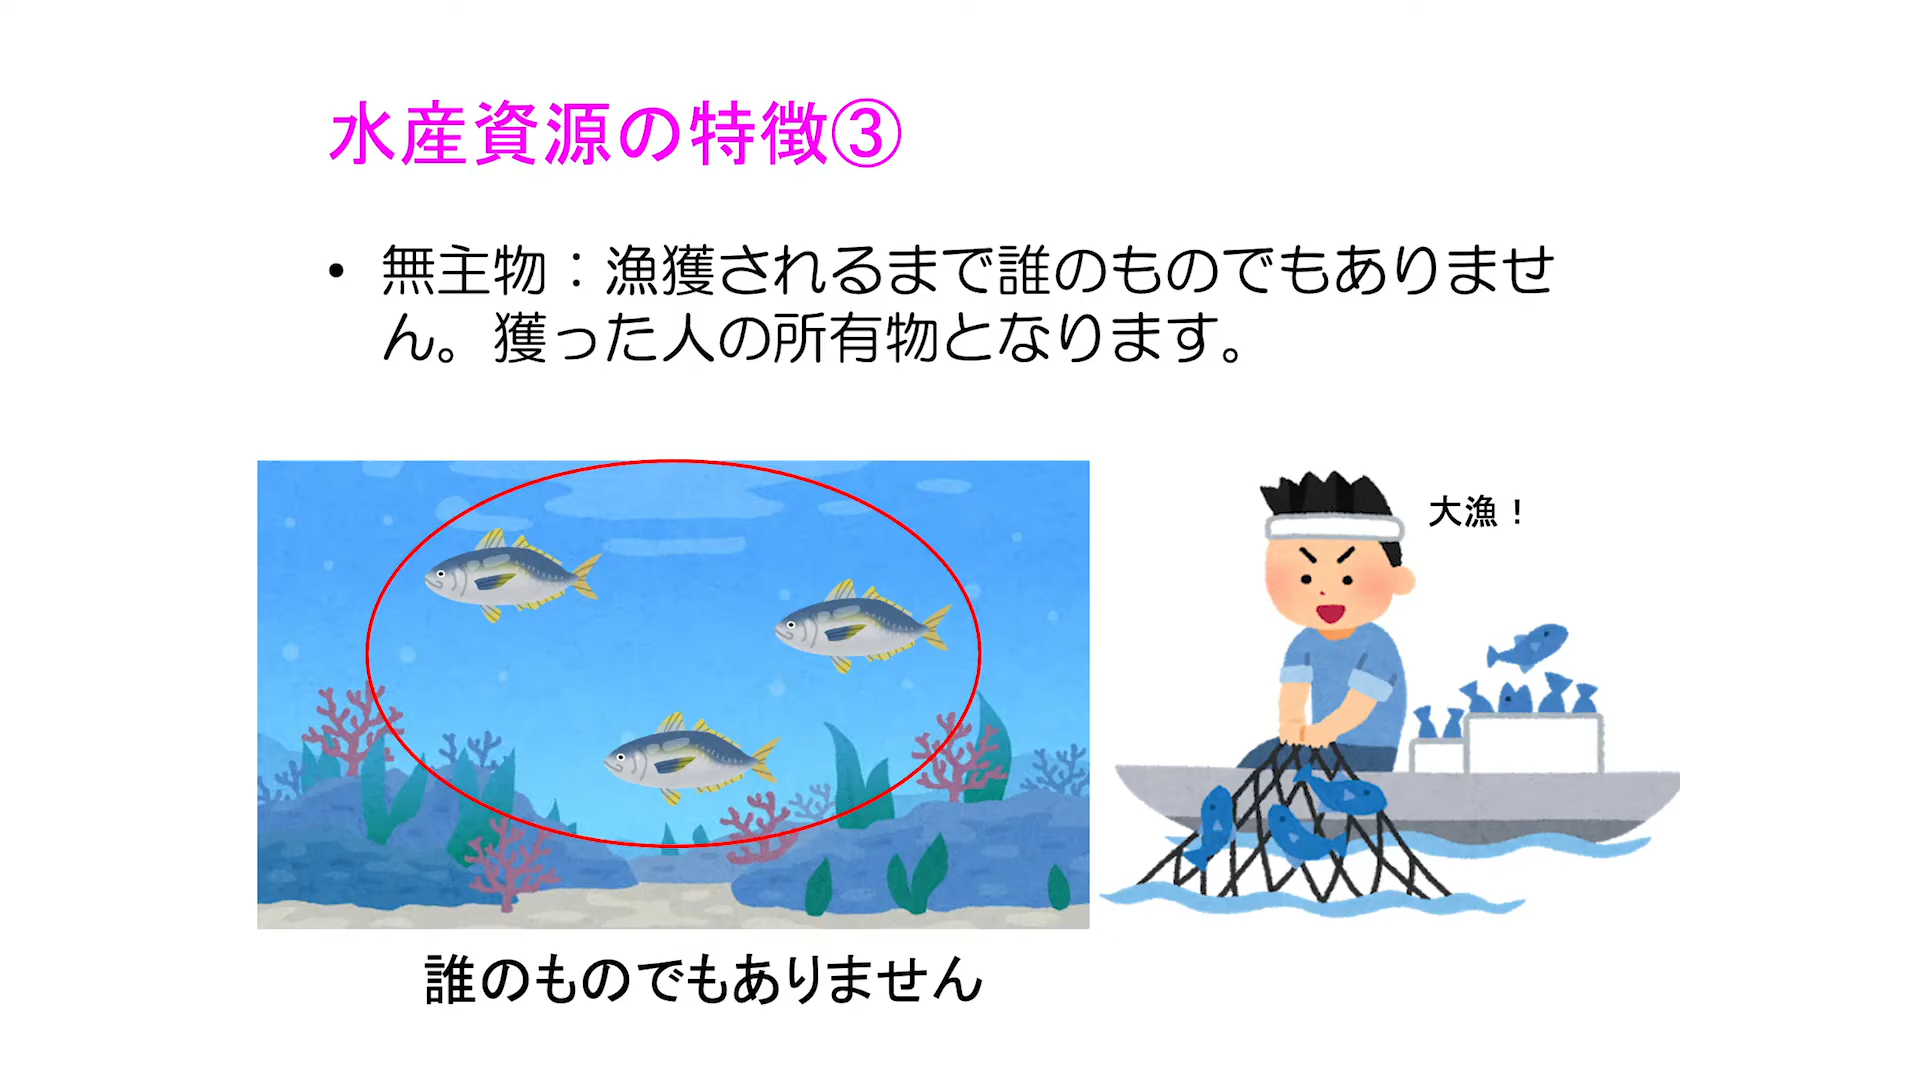 水産資源の特徴③
• 無主物：漁獲されるまで誰のものでもありませ
ん。獲った人の所有物となります。
大漁！
誰のものでもありません